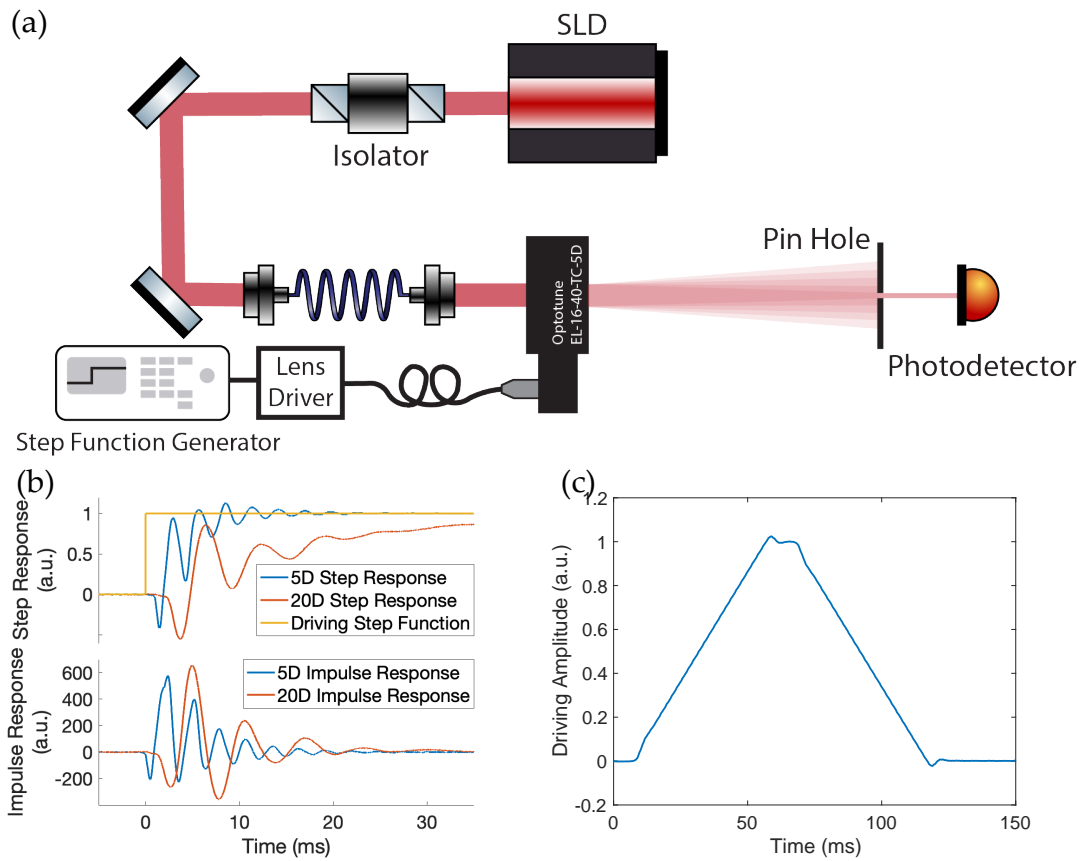 (a)
SLD
Isolator
Pin Hole
Optotune
EL-16-40-TC-5D
Photodetector
Lens
Driver
Step Function Generator
(b)
Step Response
(a.u.)
1
0.5
0
5D Step Response
20D Step Response
Driving Step Function
Impulse Response
(a.u.)
600
400
200
0
-200
5D Impulse Response
20D Impulse Response
0
10
20
30
Time (ms)
(c)
Driving Amplitude (a.u.)
1.2
1
0.8
0.6
0.4
0.2
0
-0.2
0
50
100
150
Time (ms)